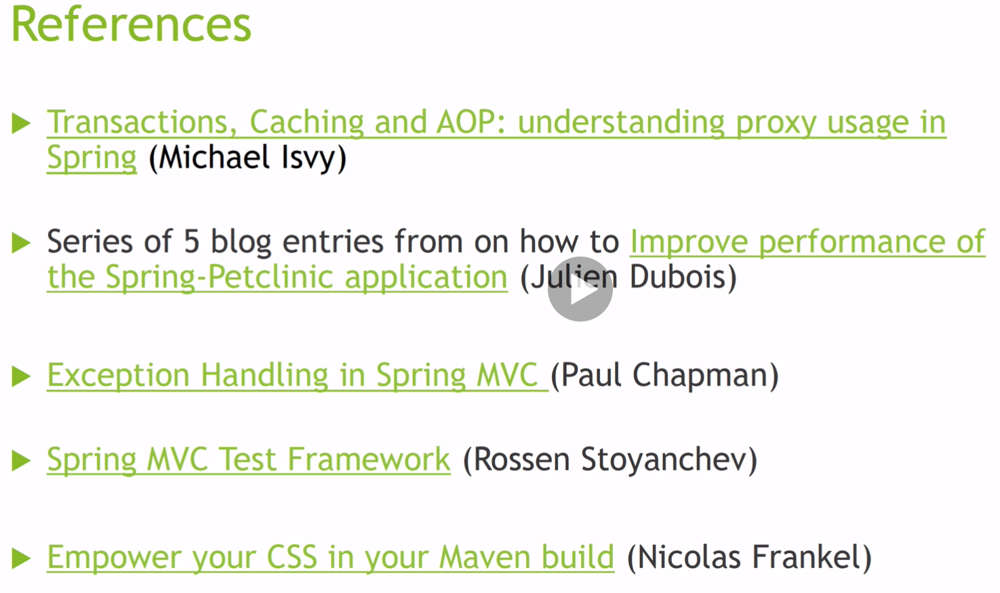 References
Transactions, Caching and AOP: understanding proxy usage in
Spring (Michael Isvy)
Series of 5 blog entries from on how to Improve performance of
the Spring-Petclinic application (Julien Dubois)
Exception Handling in Spring MVC (Paul Chapman)
Spring MVC Test Framework (Rossen Stoyanchev)
Empower your CSS in your Maven build (Nicolas Frankel)